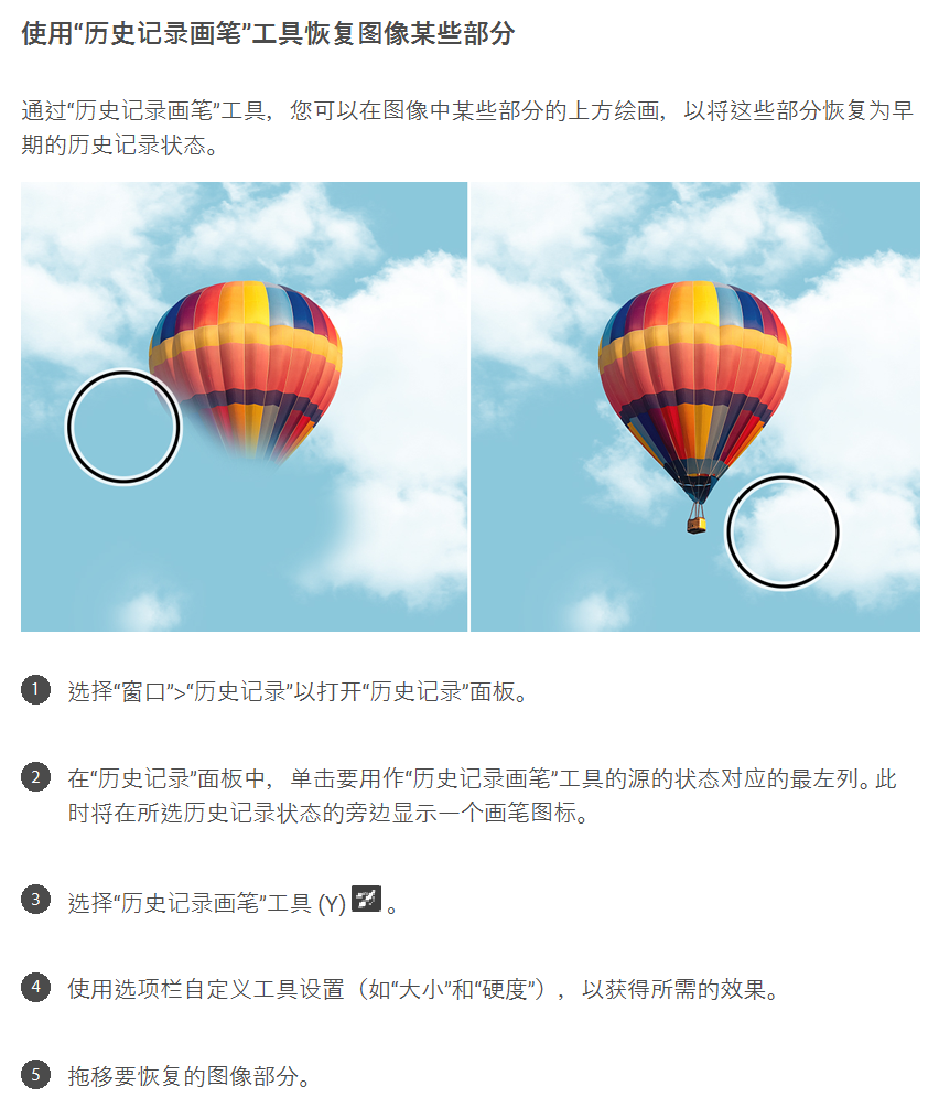 使用“历史记录画笔”工具恢复图像某些部分
通过“历史记录画笔”工具，您可以在图像中某些部分的上方绘画，以将这些部分恢复为早
期的历史记录状态。
1 选择“窗口”>“历史记录”以打开“历史记录”面板。
2 在“历史记录”面板中，单击要用作“历史记录画笔”工具的源的状态对应的最左列。此
时将在所选历史记录状态的旁边显示一个画笔图标。
3 选择“历史记录画笔”工具 (Y) 。
4 使用选项栏自定义工具设置（如“大小”和“硬度”），以获得所需的效果。
5 拖移要恢复的图像部分。